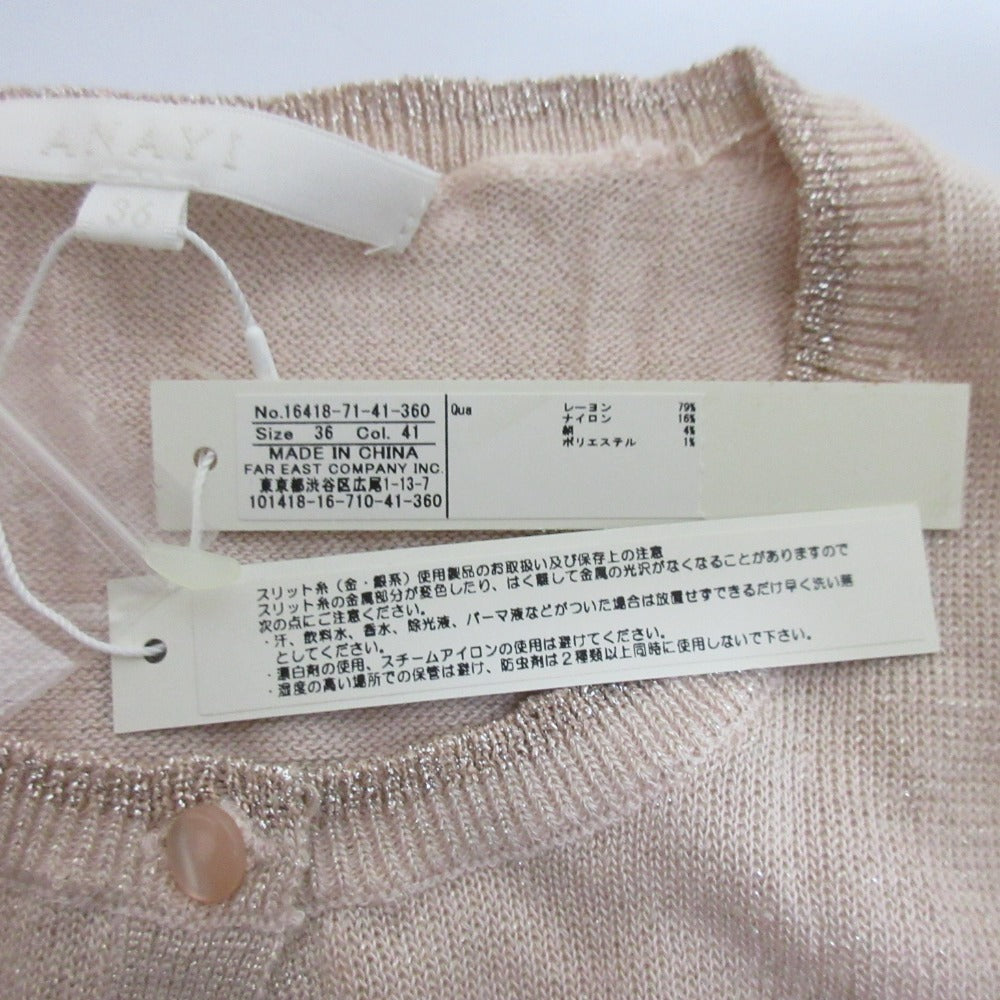 ANAYI
36
No.16418-71-41-360
Size 36 Col. 41
MADE IN CHINA
FAR EAST COMPANY INC.
東京都渋谷区広尾1-13-7
101418-16-710-41-360
Qua
レーヨン 79%
ナイロン 16%
絹 4%
ポリエステル 1%
スリット糸(金・銀系)使用製品のお取扱い及び保存上の注意
スリット糸の金属部分が変色したり、はく離して金属の光沢がなくなることがありますので
次の点にご注意ください。
・汗、飲料水、香水、除光液、パーマ液などがついた場合は放置せずできるだけ早く洗い落
としてください。
・漂白剤の使用、スチームアイロンの使用は避けてください。
・湿度の高い場所での保管は避け、防虫剤は2種類以上同時に使用しないで下さい。